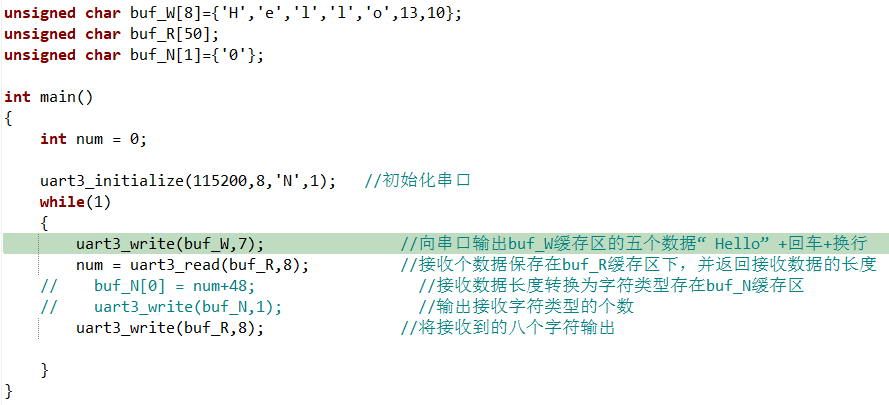 unsigned char buf_W[8]={'H','e','l','l','o',13,10};
unsigned char buf_R[50];
unsigned char buf_N[1]={'0'};
int main()
{
    int num = 0;
    uart3_initialize(115200,8,'N',1);   //初始化串口
    while(1)
    {
        uart3_write(buf_W,7);               //向串口输出buf_W缓存区的五个数据“ Hello” +回车+换行
        num = uart3_read(buf_R,8);          //接收个数据保存在buf_R缓存区下，并返回接收数据的长度
    //    buf_N[0] = num+48;                  //接收数据长度转换为字符类型存在buf_N缓存区
    //    uart3_write(buf_N,1);               //输出接收字符类型的个数
        uart3_write(buf_R,8);               //将接收到的八个字符输出
    }
}